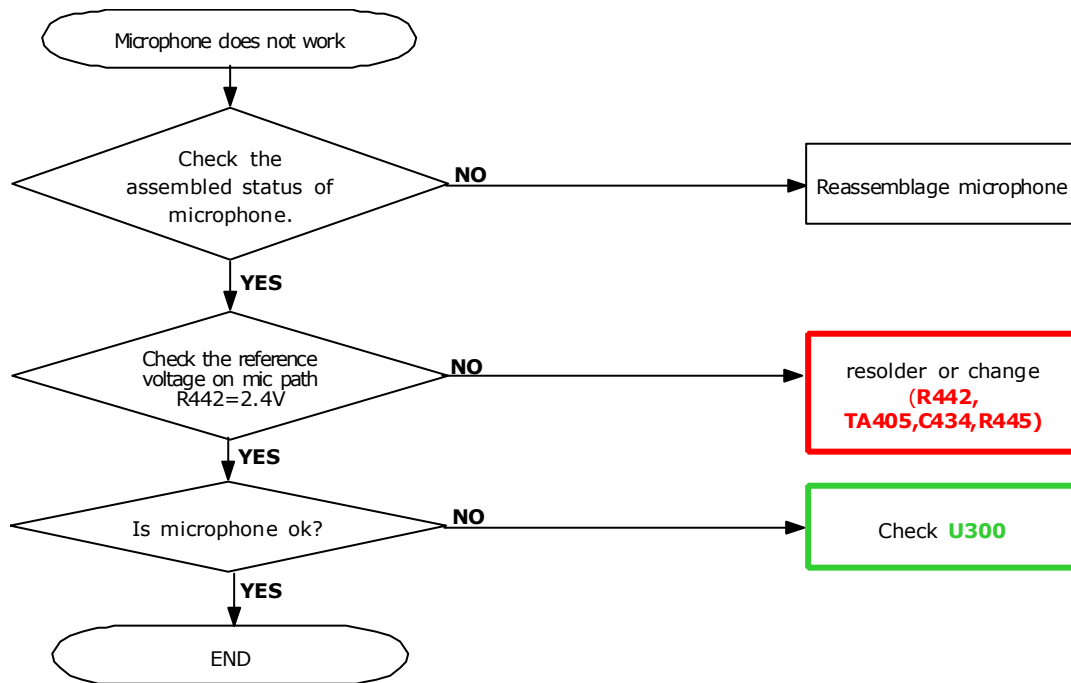 Microphone does not work
Check the
assembled status of
microphone.
NO
Reassemblage microphone
YES
Check the reference
voltage on mic path
R442=2.4V
NO
resolder or change
(R442,
TA405,C434,R445)
YES
Is microphone ok?
NO
Check U300
YES
END